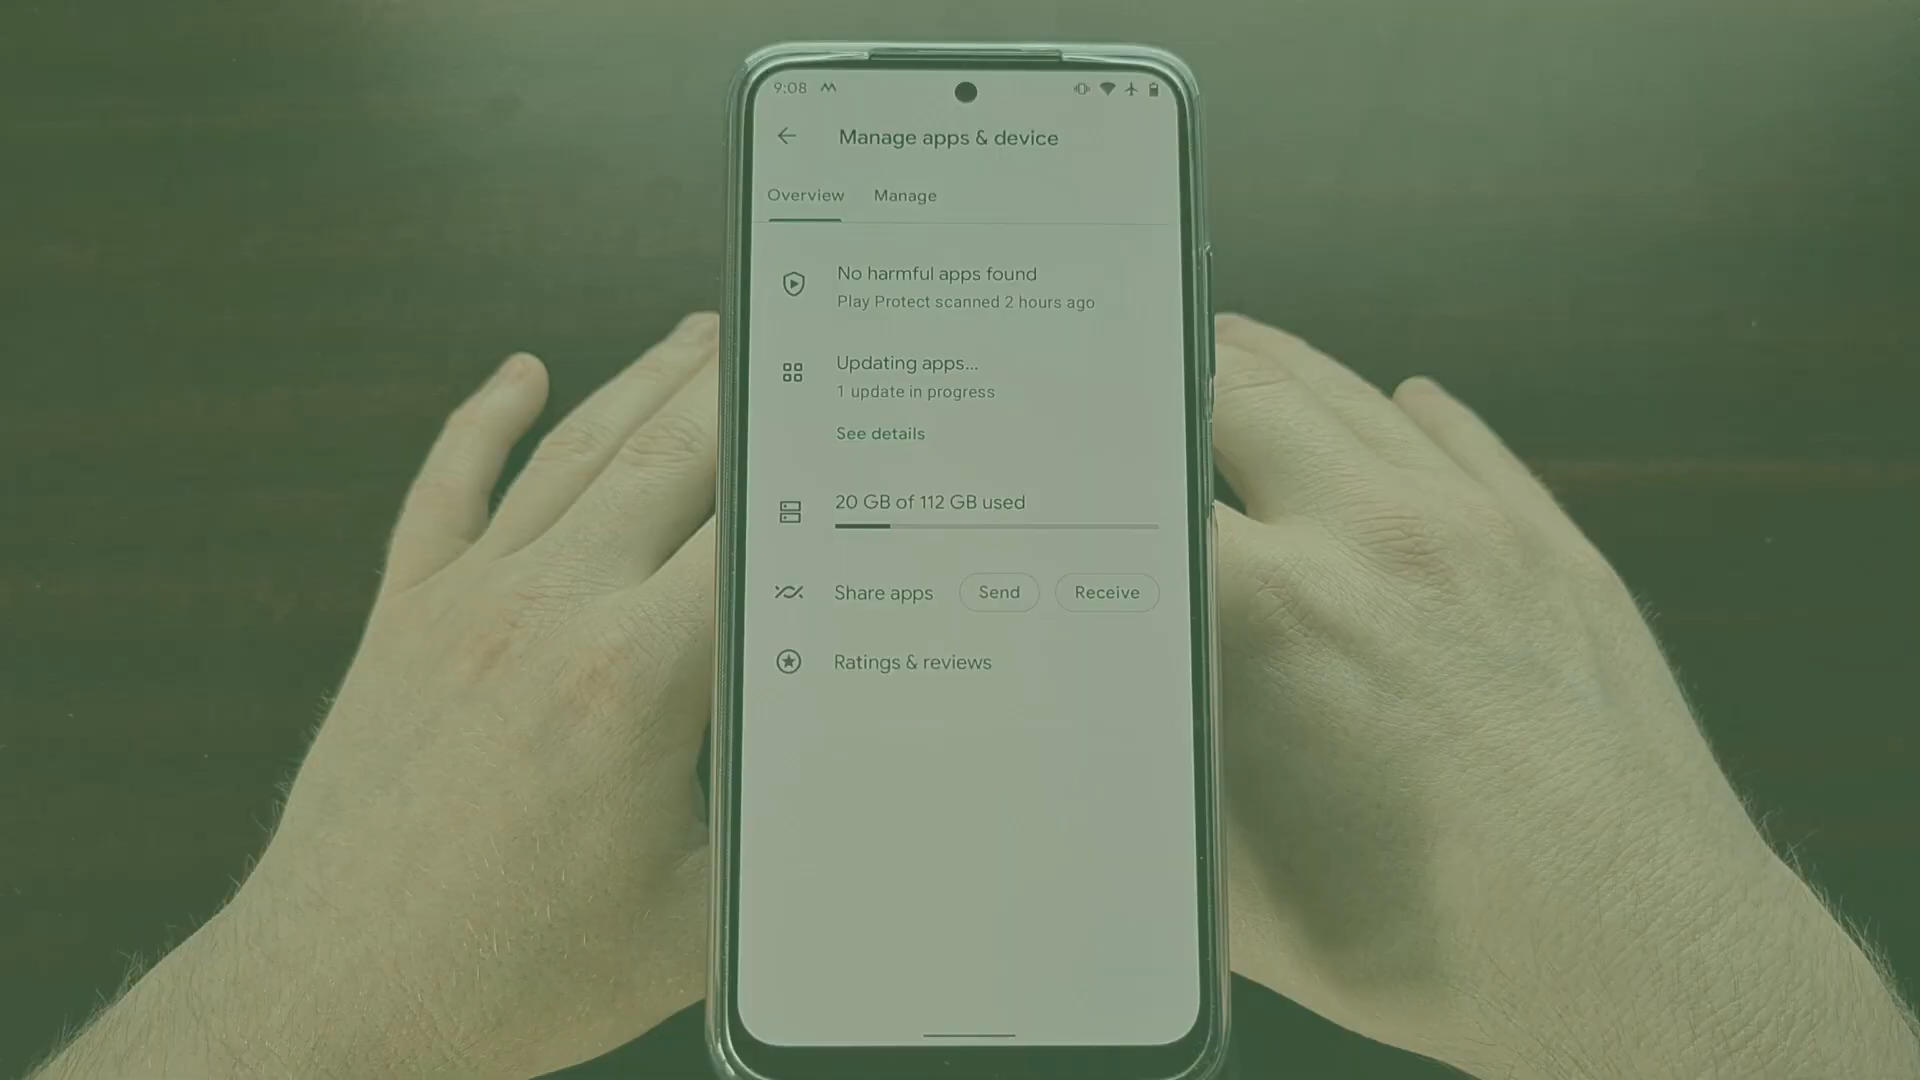 9:08
Manage apps & device
Overview Manage
No harmful apps found
Play Protect scanned 2 hours ago
Updating apps...
1 update in progress
See details
20 GB of 112 GB used
Share apps Send Receive
Ratings & reviews